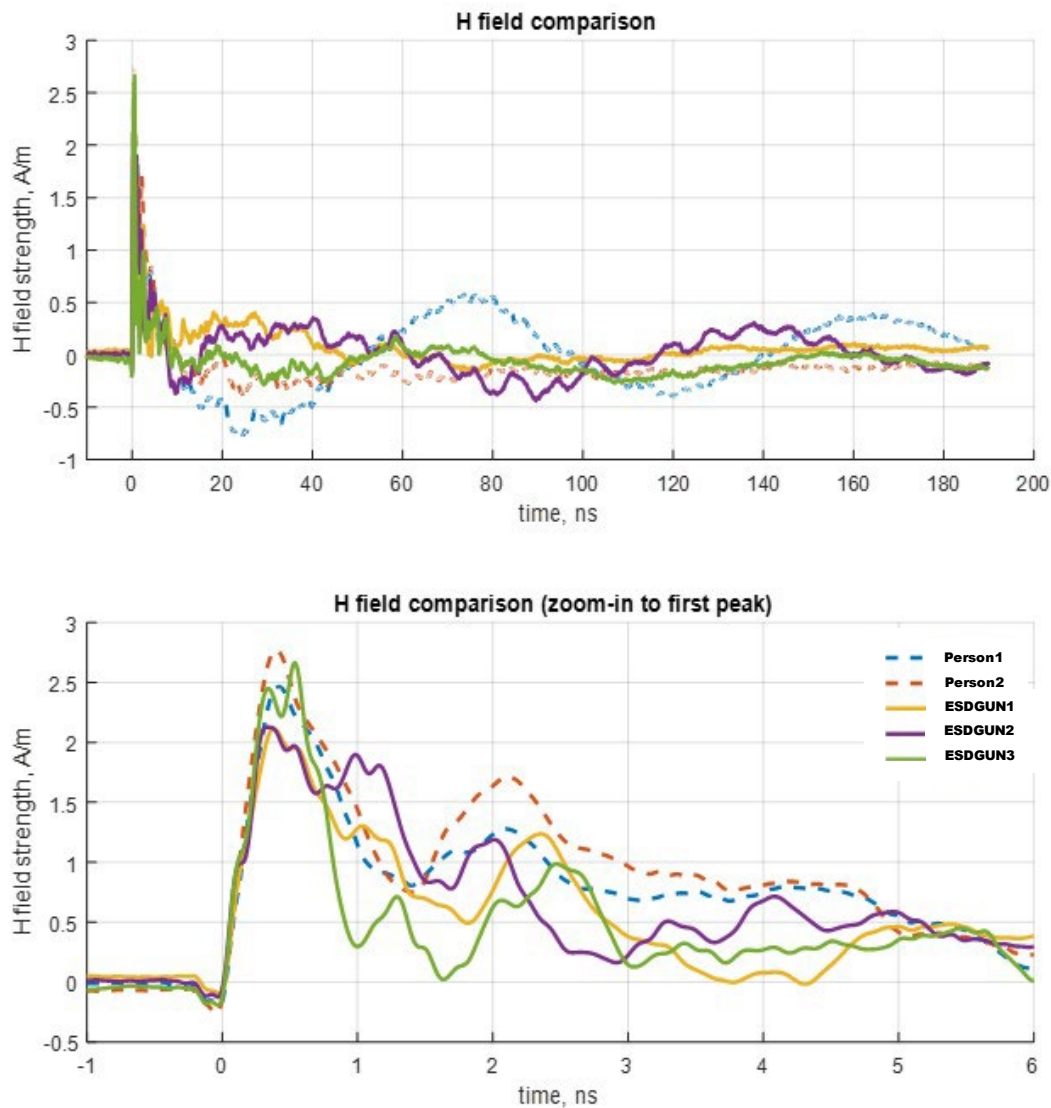 H field comparison
3
2.5
2
1.5
1
0.5
0
-0.5
-1
H field strength, A/m
0 20 40 60 80 100 120 140 160 180 200
time, ns
H field comparison (zoom-in to first peak)
3
2.5
2
1.5
1
0.5
0
-0.5
H field strength, A/m
Person1
Person2
ESDGUN1
ESDGUN2
ESDGUN3
-1 0 1 2 3 4 5 6
time, ns